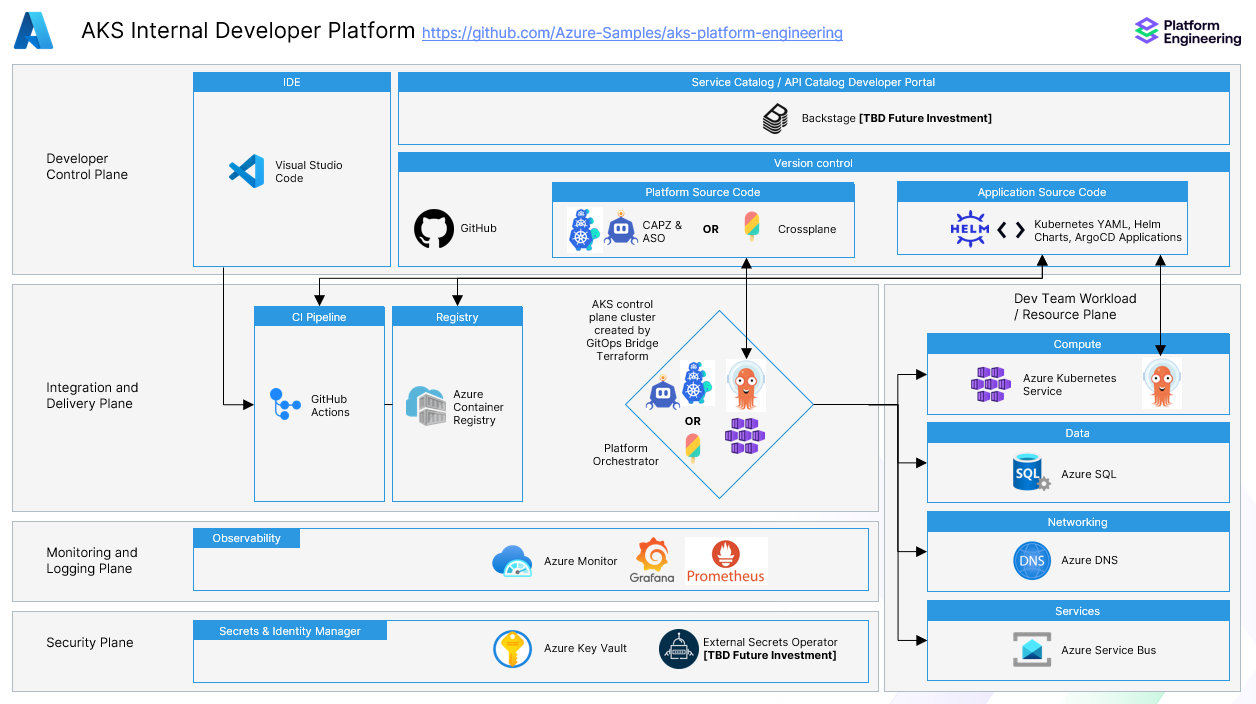 AKS Internal Developer Platform https://github.com/Azure-Samples/aks-platform-engineering
Platform
Engineering
Developer
Control Plane
IDE
Visual Studio
Code
Service Catalog / API Catalog Developer Portal
Backstage [TBD Future Investment]
Version control
GitHub
Platform Source Code
CAPZ &
ASO
OR
Crossplane
Application Source Code
HELM
Kubernetes YAML, Helm
Charts, ArgoCD Applications
Integration and
Delivery Plane
CI Pipeline
GitHub
Actions
Registry
Azure
Container
Registry
AKS control
plane cluster
created by
GitOps Bridge
Terraform
OR
Platform
Orchestrator
Dev Team Workload
/ Resource Plane
Compute
Azure Kubernetes
Service
Data
SQL
Azure SQL
Networking
DNS
Azure DNS
Services
Azure Service Bus
Monitoring and
Logging Plane
Observability
Azure Monitor
Grafana
Prometheus
Security Plane
Secrets & Identity Manager
Azure Key Vault
External Secrets Operator
[TBD Future Investment]